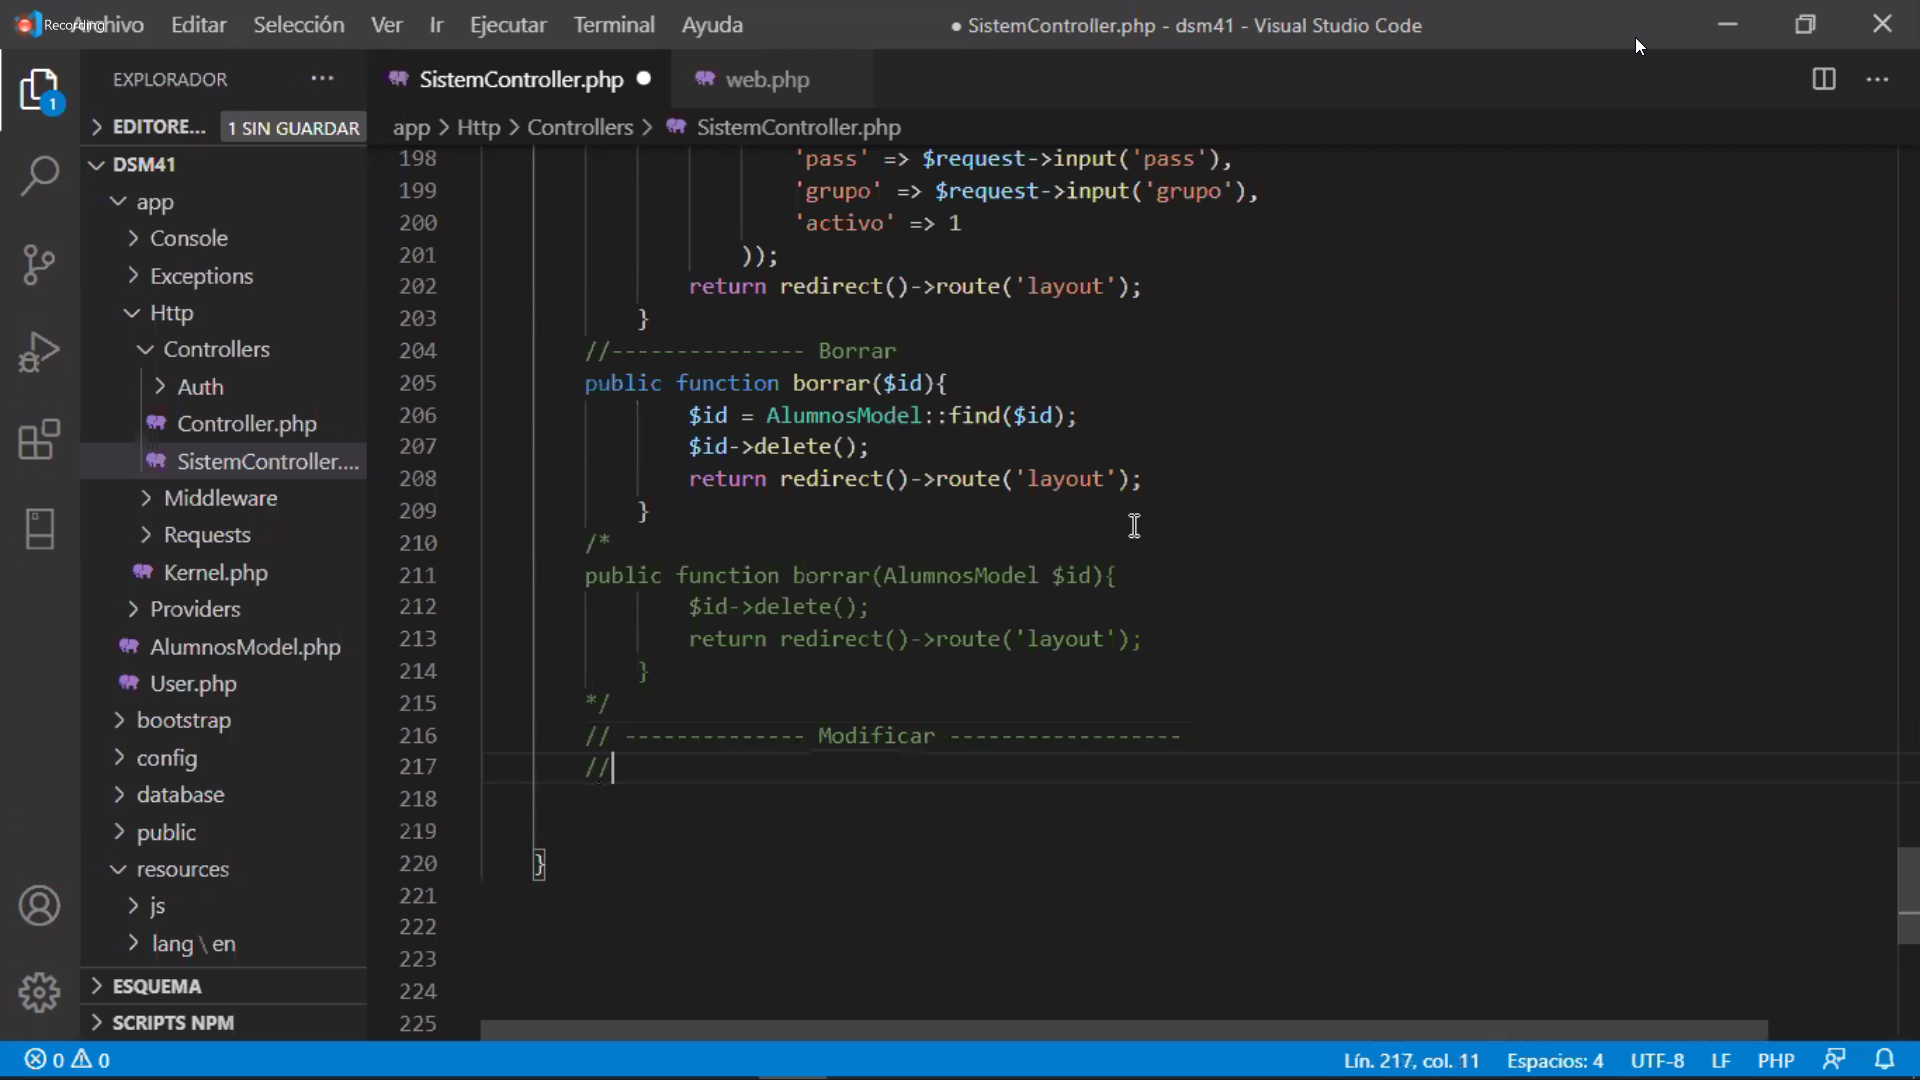 Recording
Archivo Editar Selección Ver Ir Ejecutar Terminal Ayuda
● SistemController.php - dsm41 - Visual Studio Code
EXPLORADOR ···
SistemController.php ●
web.php
···
EDITORE... 1 SIN GUARDAR
app > Http > Controllers > SistemController.php
DSM41
app
Console
Exceptions
Http
Controllers
Auth
Controller.php
SistemController....
Middleware
Requests
Kernel.php
Providers
AlumnosModel.php
User.php
bootstrap
config
database
public
resources
js
lang \ en
ESQUEMA
SCRIPTS NPM
1
198 'pass' => $request->input('pass'),
199 'grupo' => $request->input('grupo'),
200 'activo' => 1
201 ));
202 return redirect()->route('layout');
203 }
204 //--------------- Borrar
205 public function borrar($id){
206 $id = AlumnosModel::find($id);
207 $id->delete();
208 return redirect()->route('layout');
209 }
210 /*
211 public function borrar(AlumnosModel $id){
212 $id->delete();
213 return redirect()->route('layout');
214 }
215 */
216 // -------------- Modificar ------------------
217 //
218
219
220 }
221
222
223
224
225
0 0
Lín. 217, col. 11 Espacios: 4 UTF-8 LF PHP